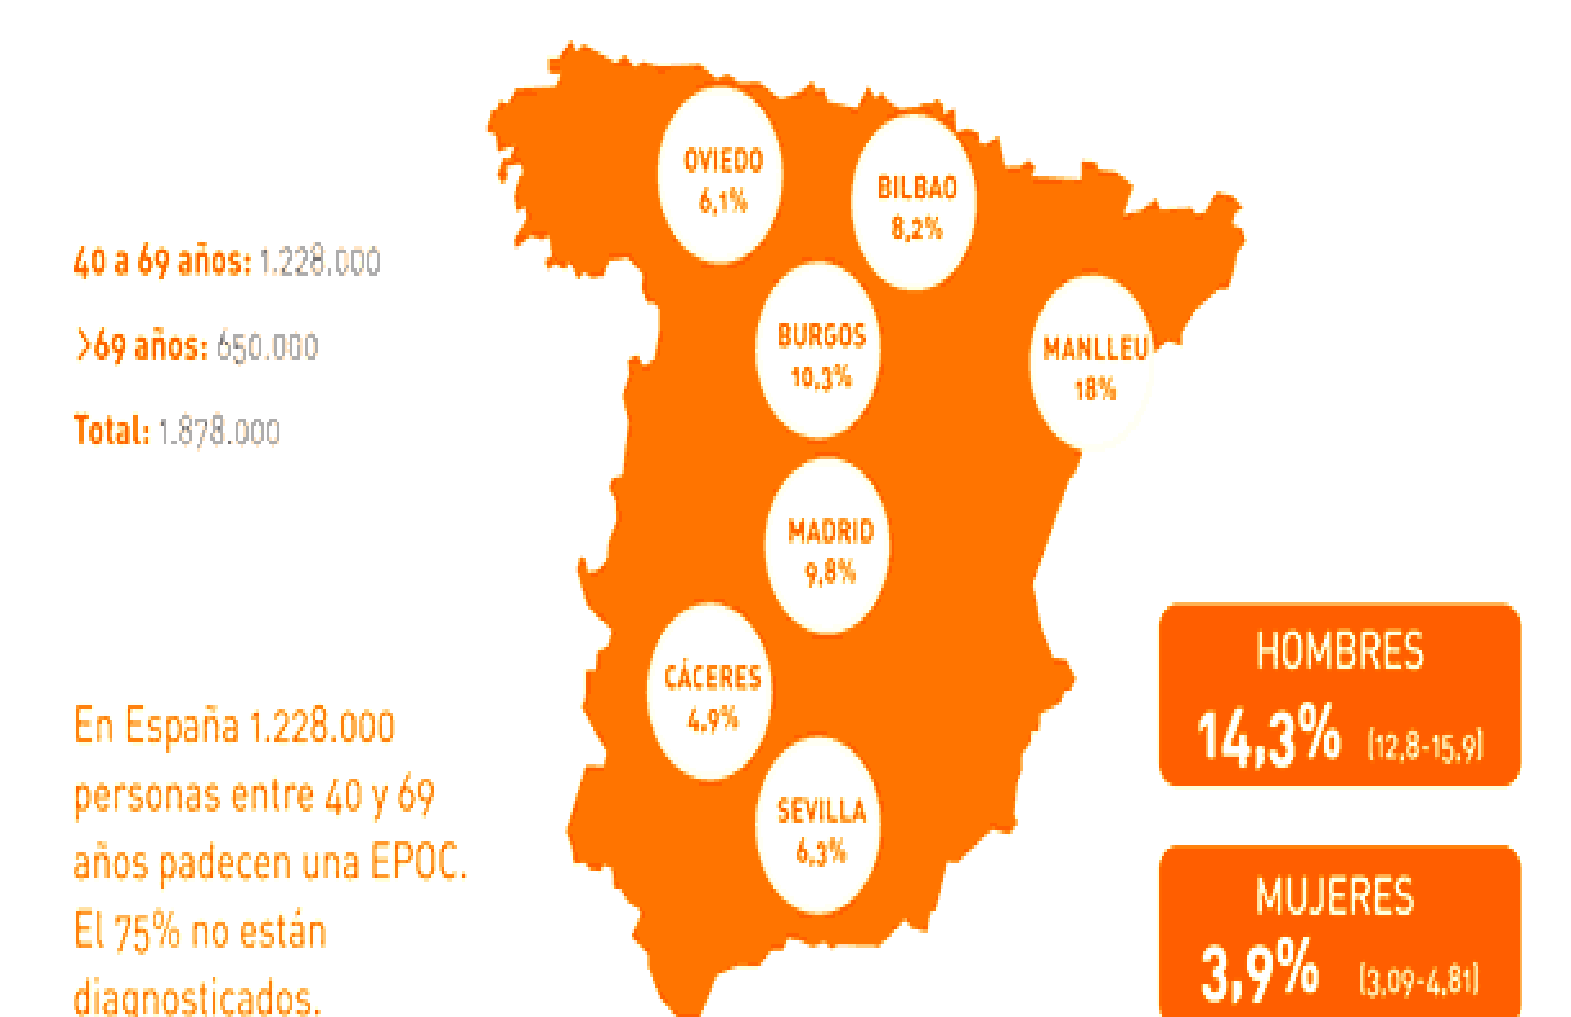 OVIEDO
6,1%
BILBAO
8,2%
40 a 69 años: 1.228.000
>69 años: 650.000
Total: 1.878.000
BURGOS
10,3%
MANLLEU
18%
MADRID
9,8%
CÁCERES
4,9%
SEVILLA
6,3%
En España 1.228.000
personas entre 40 y 69
años padecen una EPOC.
El 75% no están
diagnosticados.
HOMBRES
14,3% (12,8-15,9)
MUJERES
3,9% (3,09-4,81)